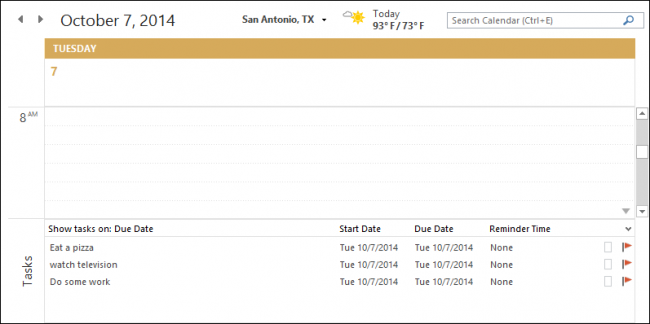 October 7, 2014 San Antonio, TX Today 93° F / 73° F Search Calendar (Ctrl+E)
TUESDAY
7
8 AM
Tasks
Show tasks on: Due Date Start Date Due Date Reminder Time
Eat a pizza Tue 10/7/2014 Tue 10/7/2014 None
watch television Tue 10/7/2014 Tue 10/7/2014 None
Do some work Tue 10/7/2014 Tue 10/7/2014 None